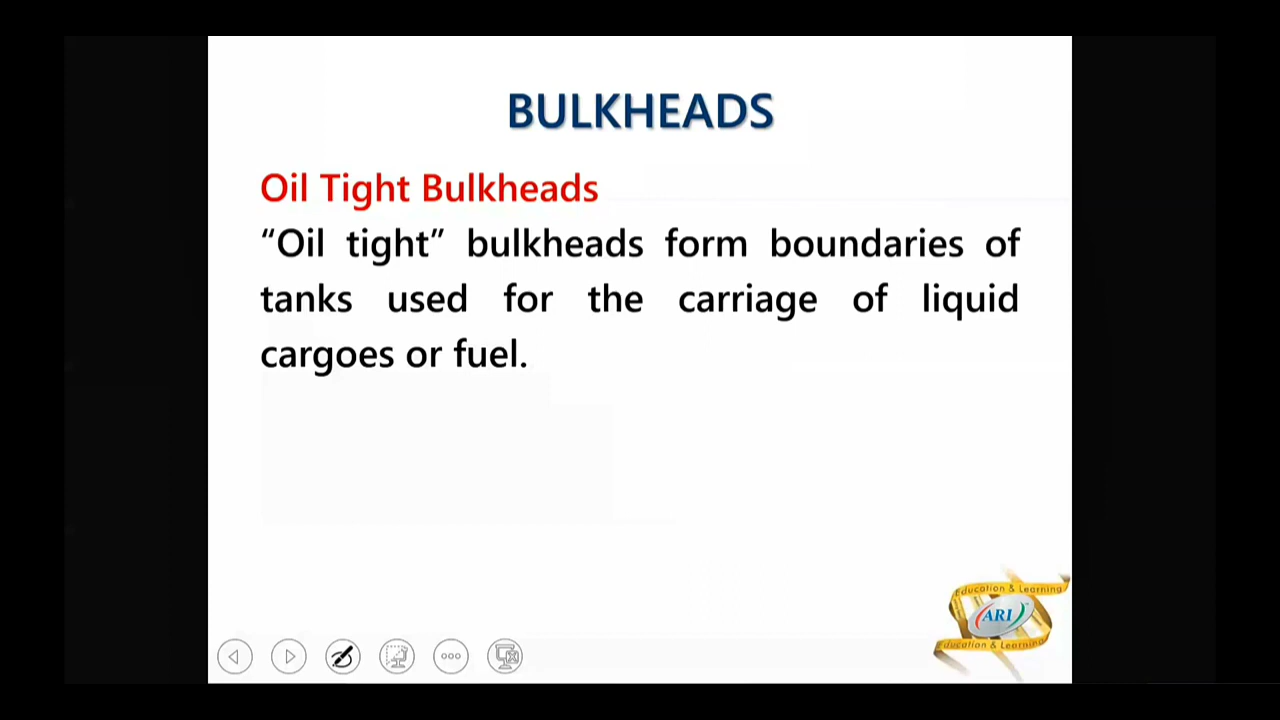 BULKHEADS
Oil Tight Bulkheads
“Oil tight” bulkheads form boundaries of
tanks used for the carriage of liquid
cargoes or fuel.
Education & Learning
ARI
Education & Learning